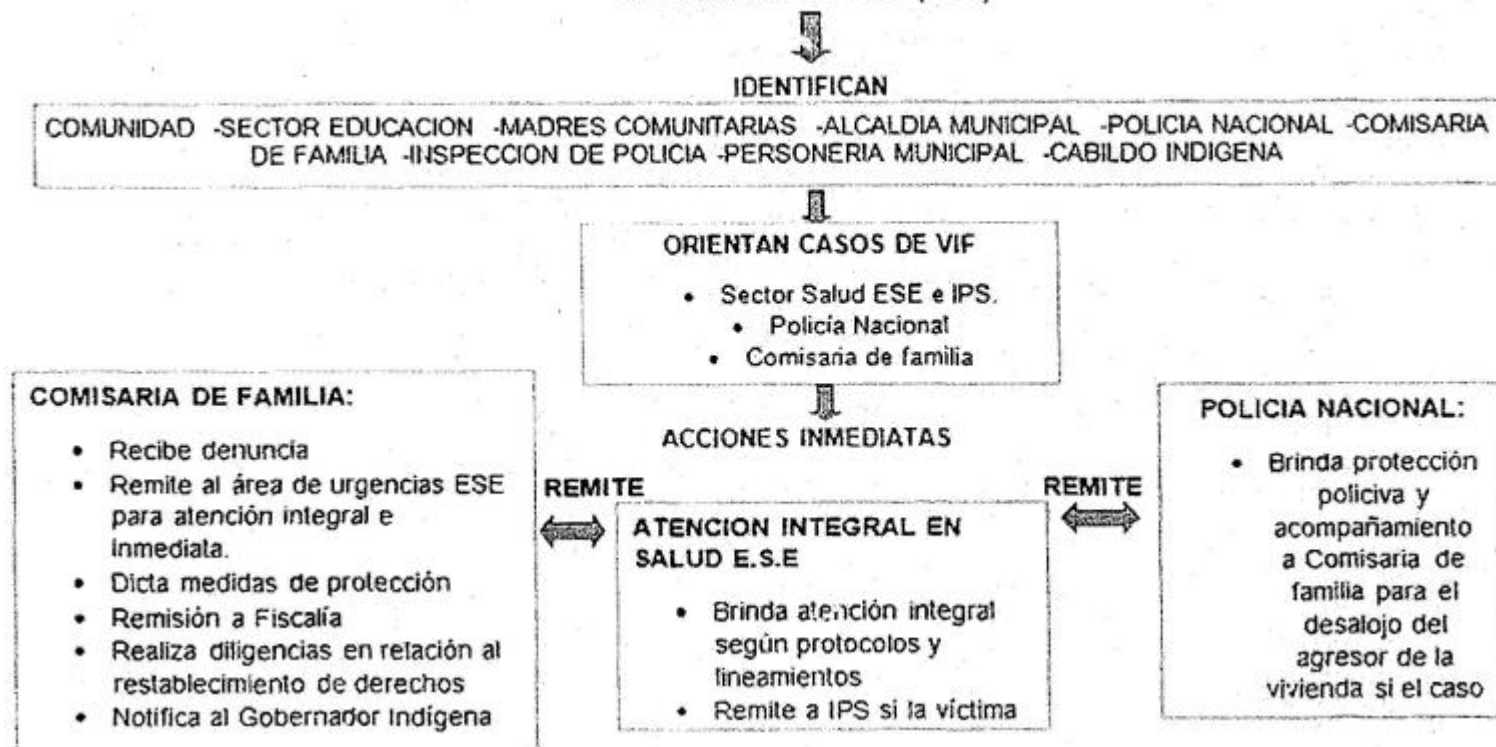 IDENTIFICAN
COMUNIDAD -SECTOR EDUCACION -MADRES COMUNITARIAS -ALCALDIA MUNICIPAL -POLICIA NACIONAL -COMISARIA
DE FAMILIA -INSPECCION DE POLICIA -PERSONERIA MUNICIPAL -CABILDO INDIGENA
ORIENTAN CASOS DE VIF
• Sector Salud ESE e IPS.
• Policía Nacional
• Comisaria de familia
ACCIONES INMEDIATAS
COMISARIA DE FAMILIA:
• Recibe denuncia
• Remite al área de urgencias ESE
para atención integral e
inmediata.
• Dicta medidas de protección
• Remisión a Fiscalía
• Realiza diligencias en relación al
restablecimiento de derechos
• Notifica al Gobernador Indígena
REMITE
ATENCION INTEGRAL EN
SALUD E.S.E
• Brinda atención integral
según protocolos y
lineamientos
• Remite a IPS si la víctima
REMITE
POLICIA NACIONAL:
• Brinda protección
policiva y
acompañamiento
a Comisaria de
familia para el
desalojo del
agresor de la
vivienda si el caso